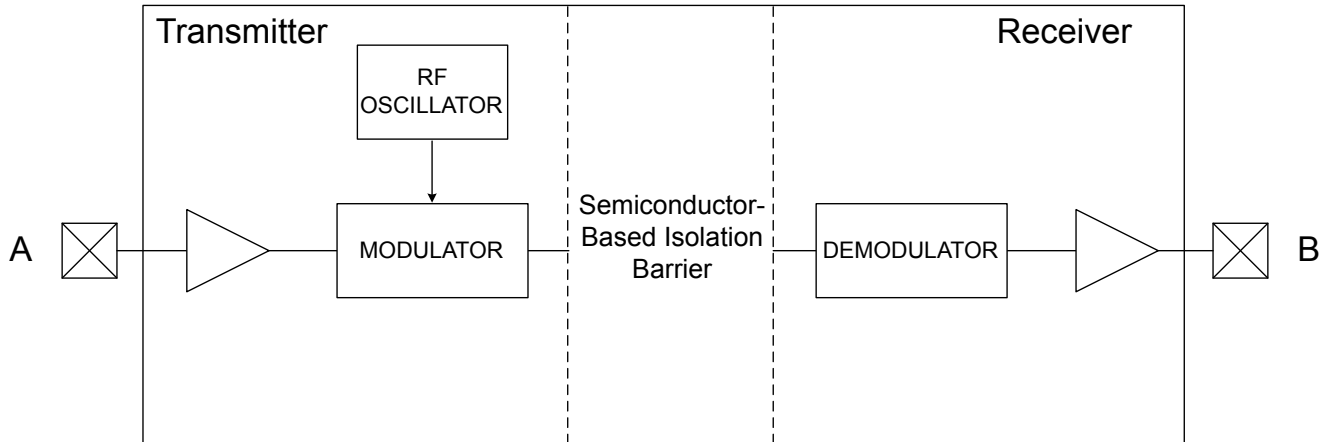 Transmitter
Receiver
RF
OSCILLATOR
A
MODULATOR
Semiconductor-
Based Isolation
Barrier
DEMODULATOR
B